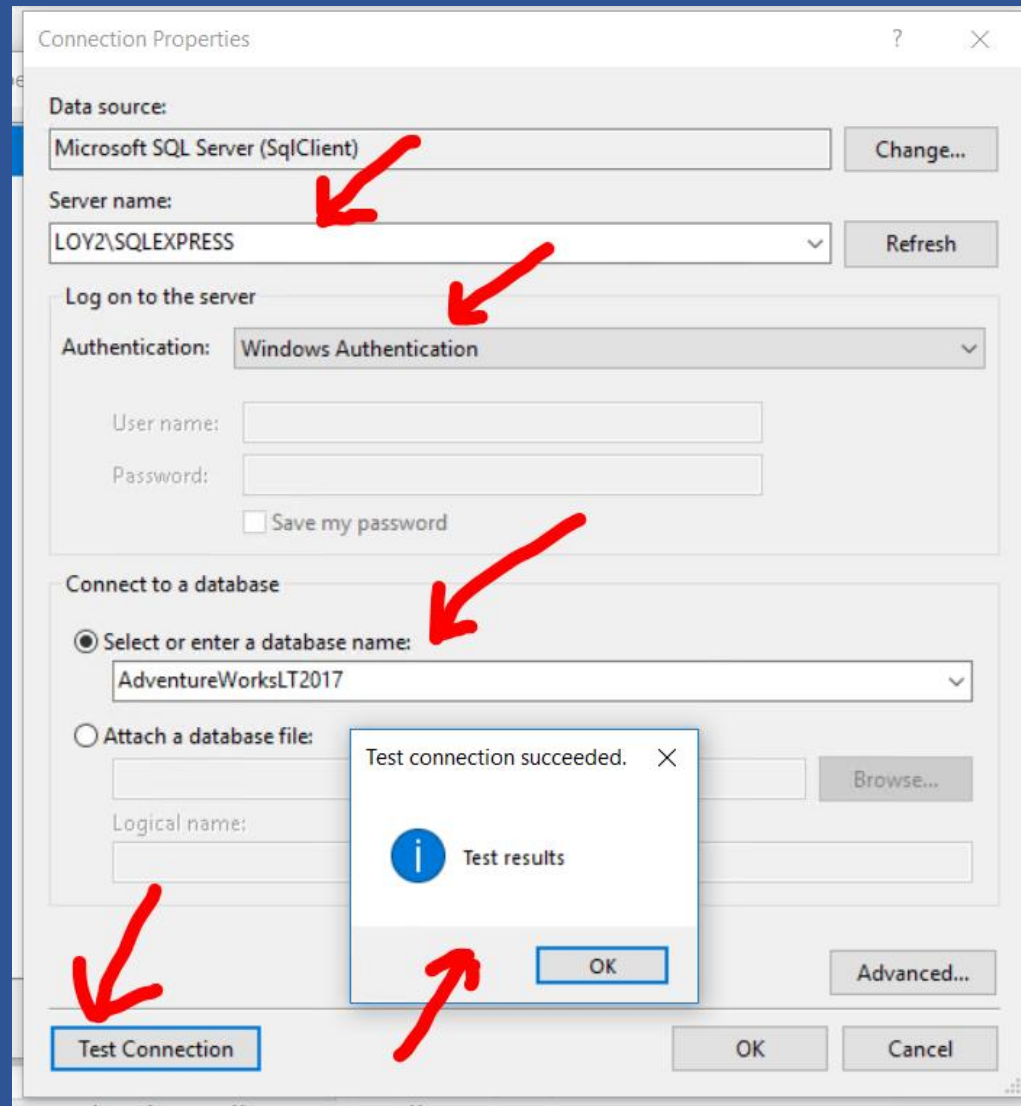 Connection Properties
?
Data source:
Microsoft SQL Server (SqlClient)
Change...
Server name:
LOY2\SQLEXPRESS
Refresh
Log on to the server
Authentication:
Windows Authentication
User name:
Password:
Save my password
Connect to a database
Select or enter a database name:
AdventureWorksLT2017
Attach a database file:
Browse...
Logical name:
Test connection succeeded.
i
Test results
OK
Advanced...
Test Connection
OK
Cancel